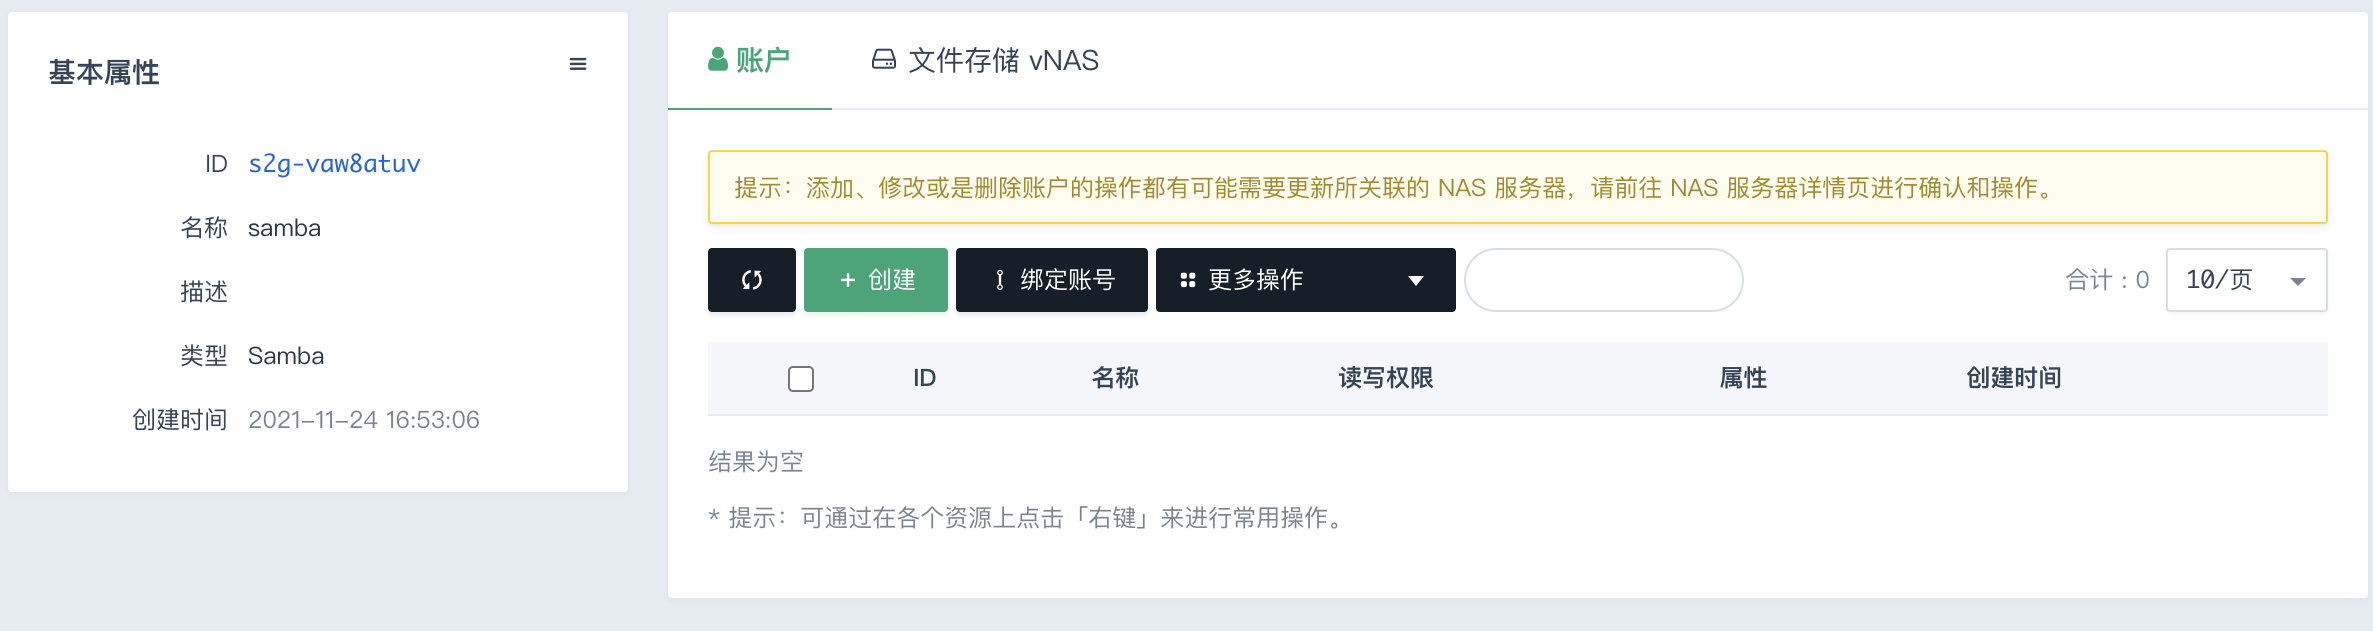 基本属性
ID s2g-vaw8atuv
名称 samba
描述
类型 Samba
创建时间 2021-11-24 16:53:06
账户 文件存储 vNAS
提示：添加、修改或是删除账户的操作都有可能需要更新所关联的 NAS 服务器，请前往 NAS 服务器详情页进行确认和操作。
+ 创建 绑定账号 更多操作 合计：0 10/页
ID 名称 读写权限 属性 创建时间
结果为空
* 提示：可通过在各个资源上点击「右键」来进行常用操作。